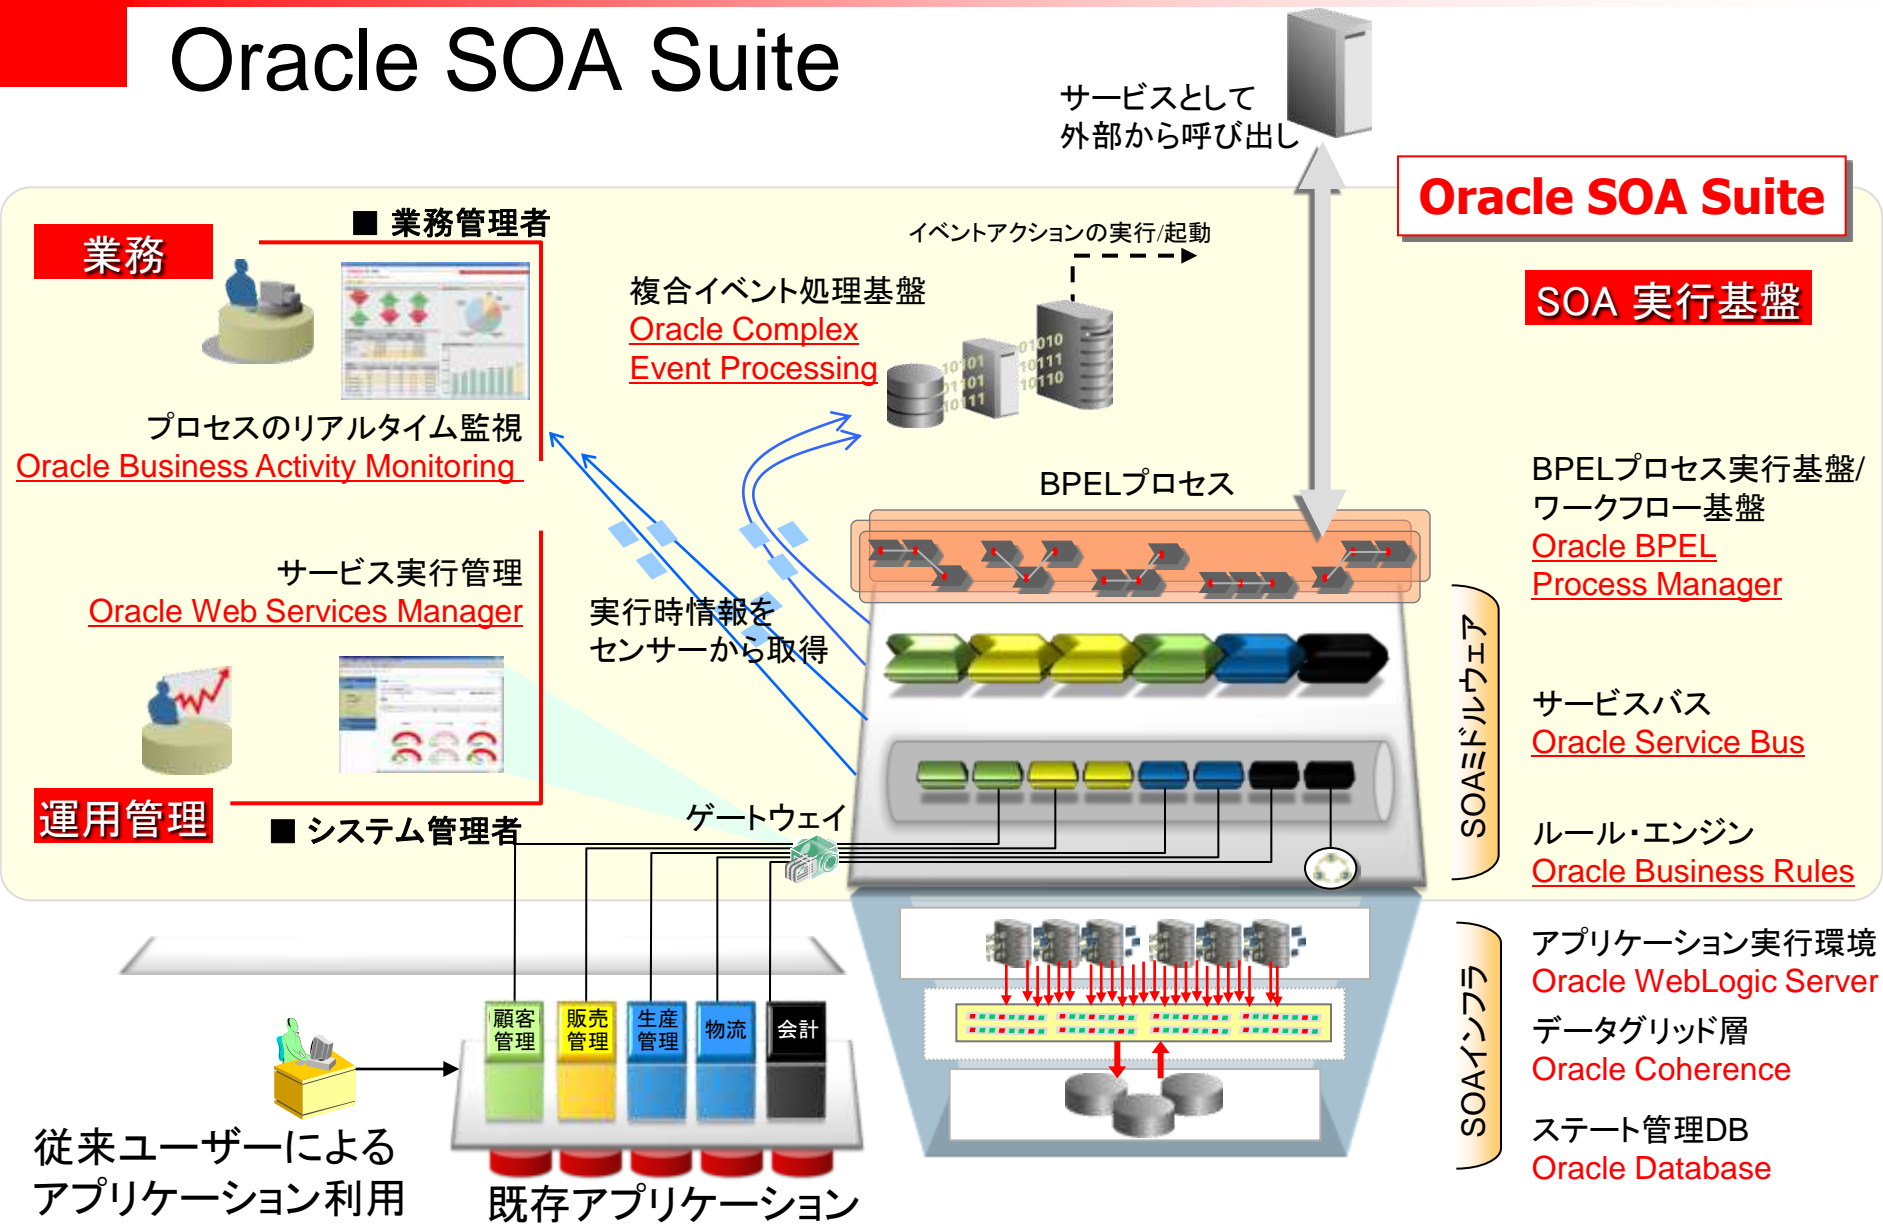 Oracle SOA Suite
サービスとして
外部から呼び出し
Oracle SOA Suite
業務
■ 業務管理者
イベントアクションの実行/起動
複合イベント処理基盤
Oracle Complex
Event Processing
SOA 実行基盤
プロセスのリアルタイム監視
Oracle Business Activity Monitoring
BPELプロセス
BPELプロセス実行基盤/
ワークフロー基盤
Oracle BPEL
Process Manager
サービス実行管理
Oracle Web Services Manager
実行時情報を
センサーから取得
SOAミドルウェア
サービスバス
Oracle Service Bus
運用管理
■ システム管理者
ゲートウェイ
ルール・エンジン
Oracle Business Rules
10101
01101
10111
01010
10111
10110
アプリケーション実行環境
Oracle WebLogic Server
SOAインフラ
データグリッド層
Oracle Coherence
ステート管理DB
Oracle Database
顧客
管理
販売
管理
生産
管理
物流
会計
従来ユーザーによる
アプリケーション利用
既存アプリケーション